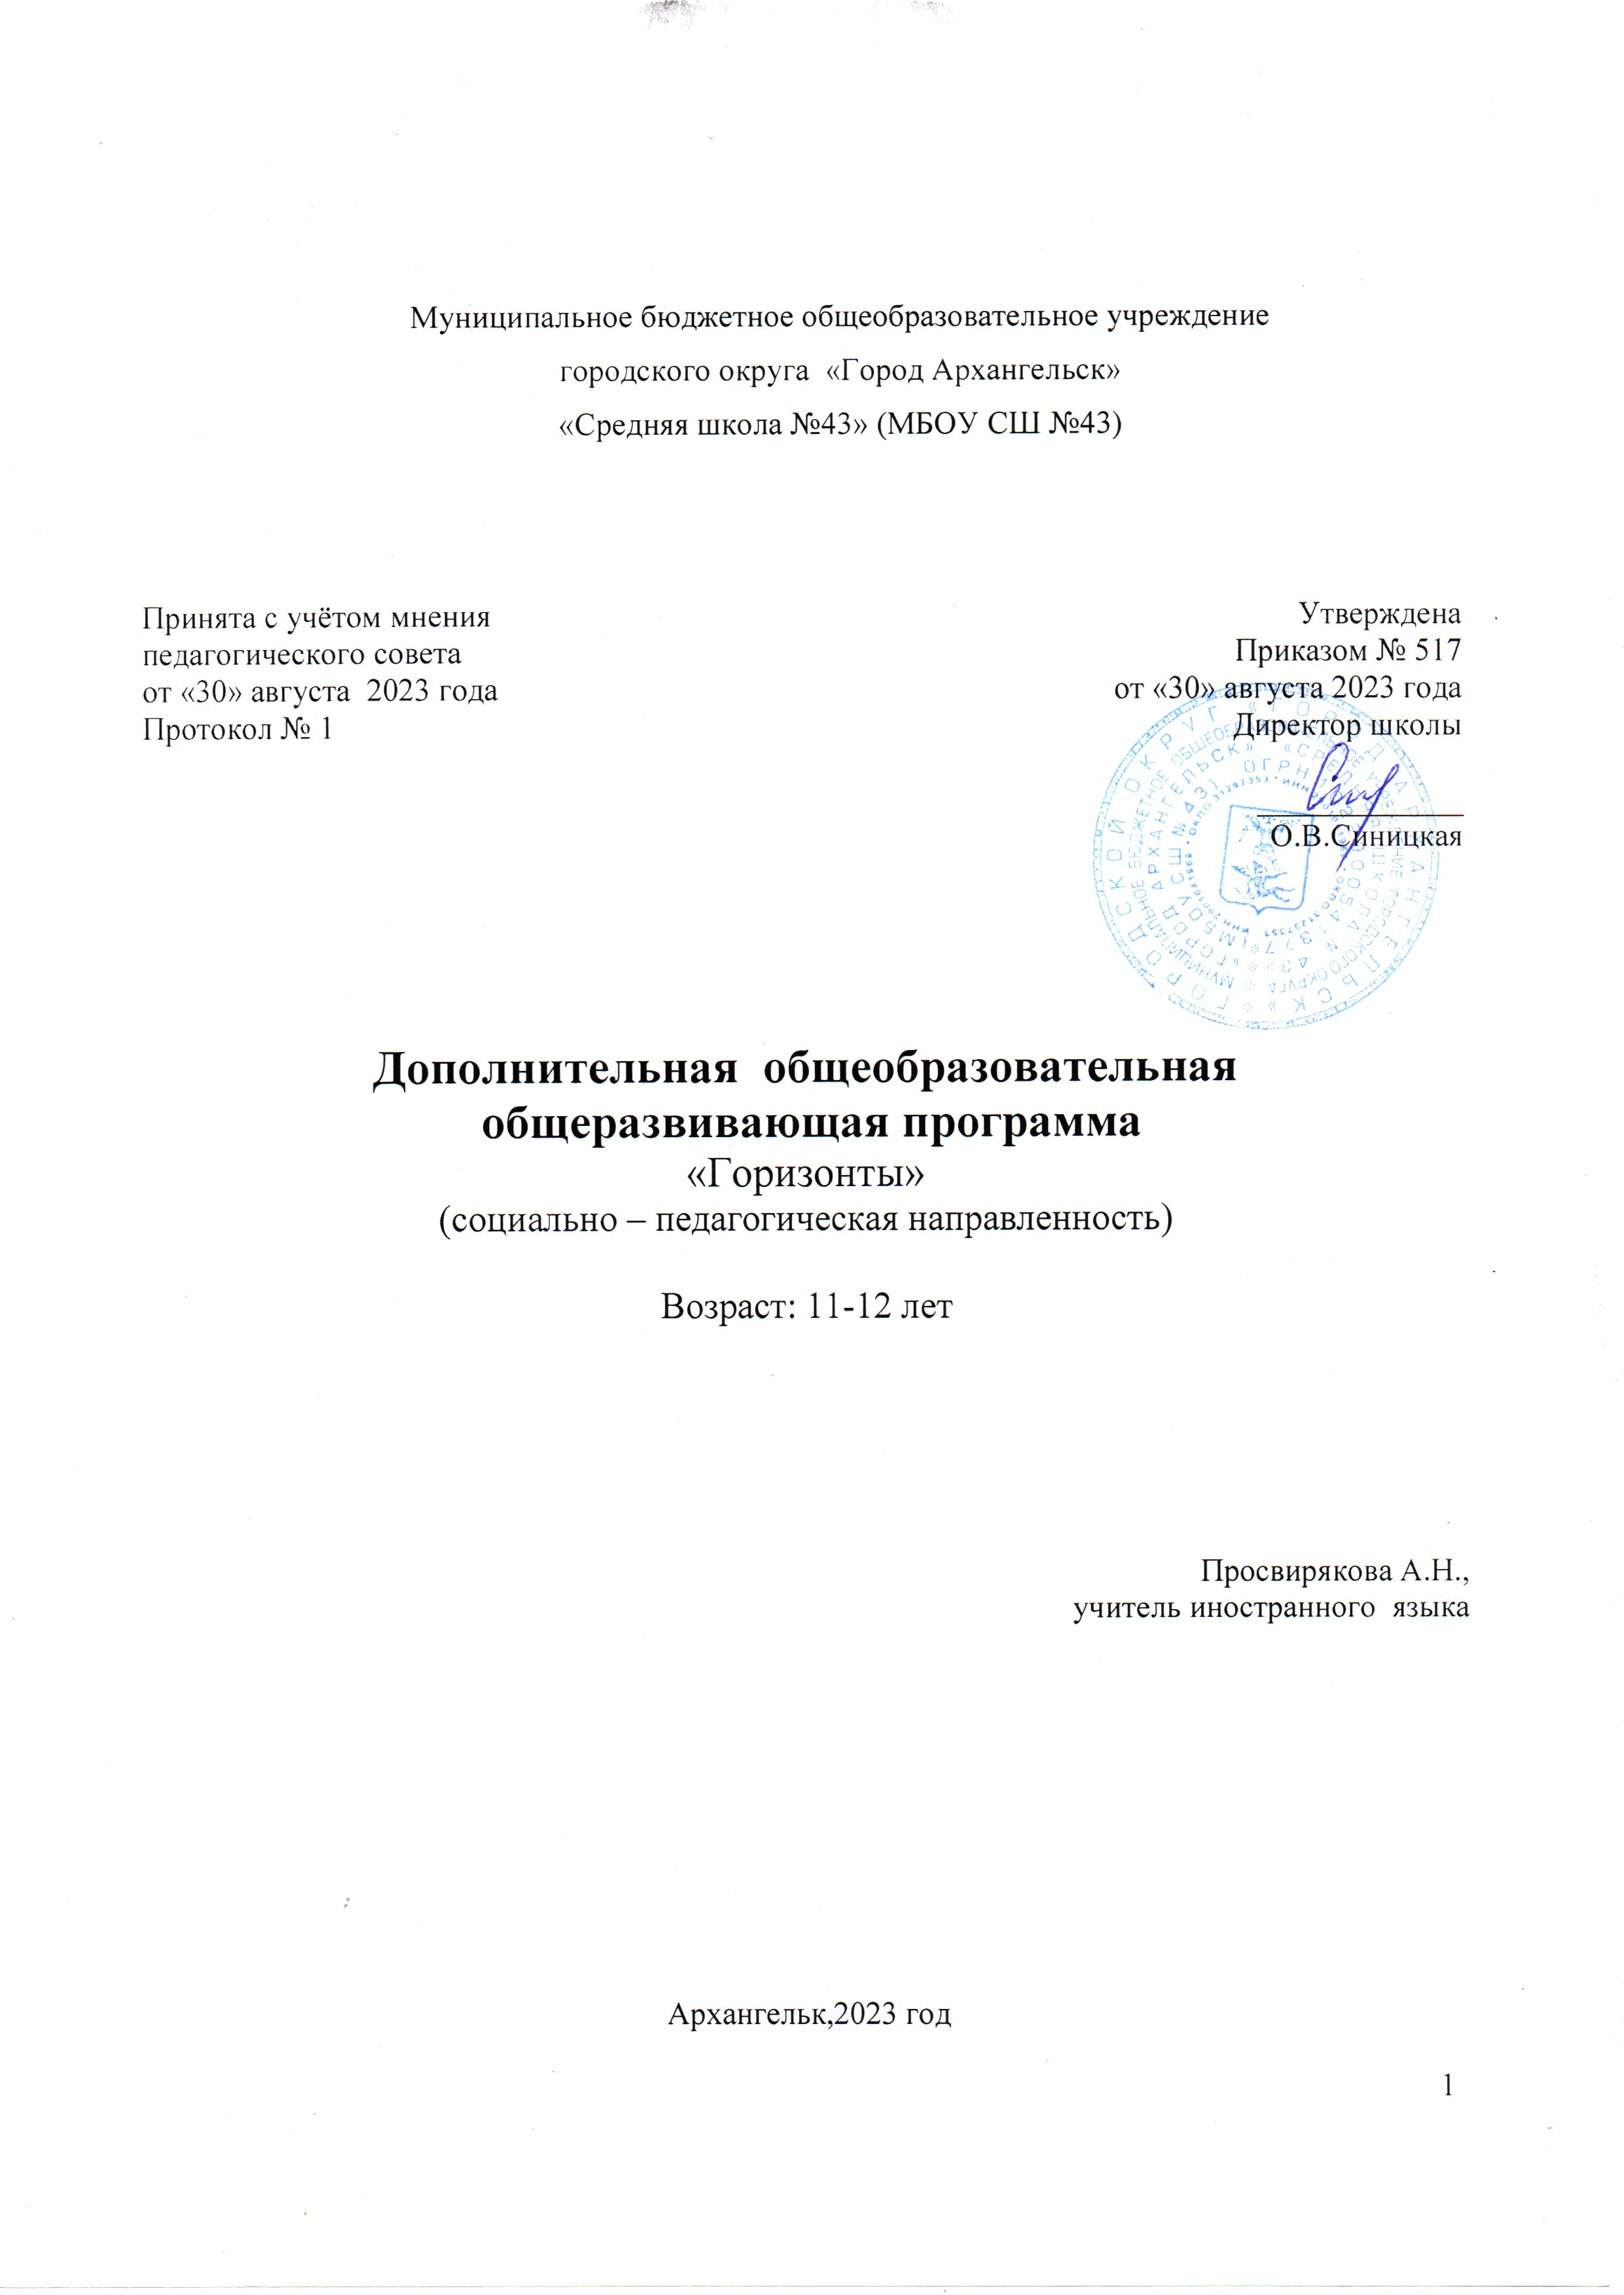 Муниципальное бюджетное общеобразовательное учреждение
городского округа «Город Архангельск»
«Средняя школа №43» (МБОУ СШ №43)
Принята с учётом мнения
педагогического совета
от «30» августа 2023 года
Протокол № 1
Утверждена
Приказом № 517
от «30» августа 2023 года
Директор школы
О.В.Синицкая
Дополнительная общеобразовательная
общеразвивающая программа
«Горизонты»
(социально – педагогическая направленность)
Возраст: 11-12 лет
Просвирякова А.Н.,
учитель иностранного языка
Архангельк,2023 год
1